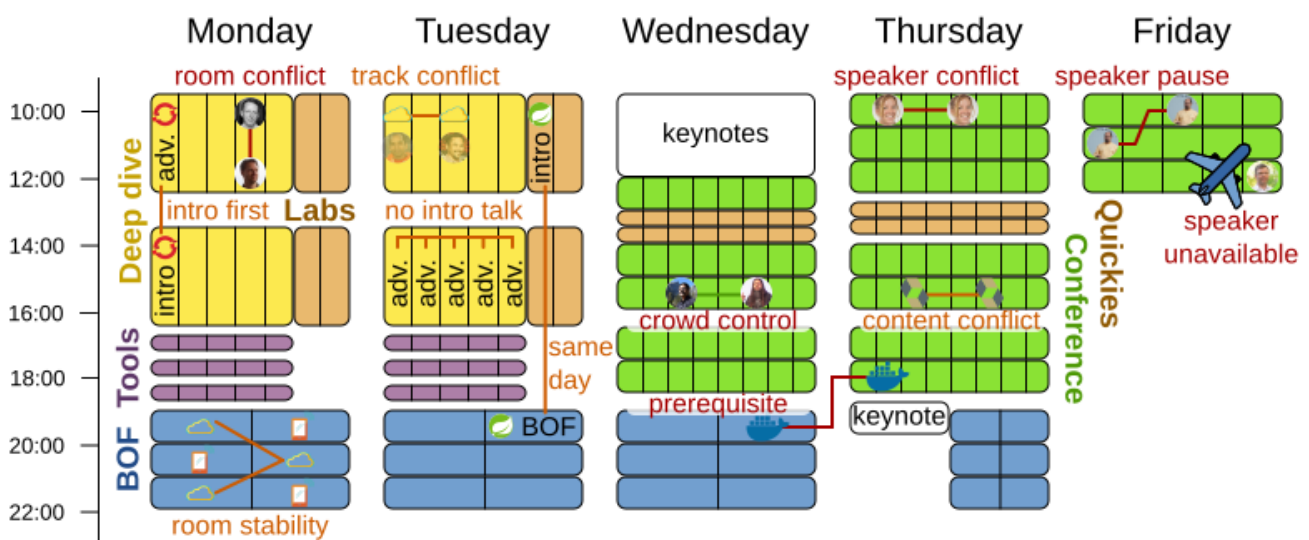 Monday
Tuesday
Wednesday
Thursday
Friday
room conflict
track conflict
speaker conflict
speaker pause
10:00
12:00
14:00
16:00
18:00
20:00
22:00
Deep dive
Tools
BOF
adv.
intro first
Labs
intro
room stability
intro
no intro talk
adv.
adv.
adv.
adv.
adv.
same
day
BOF
keynotes
crowd control
prerequisite
content conflict
keynote
Quickies
Conference
speaker
unavailable